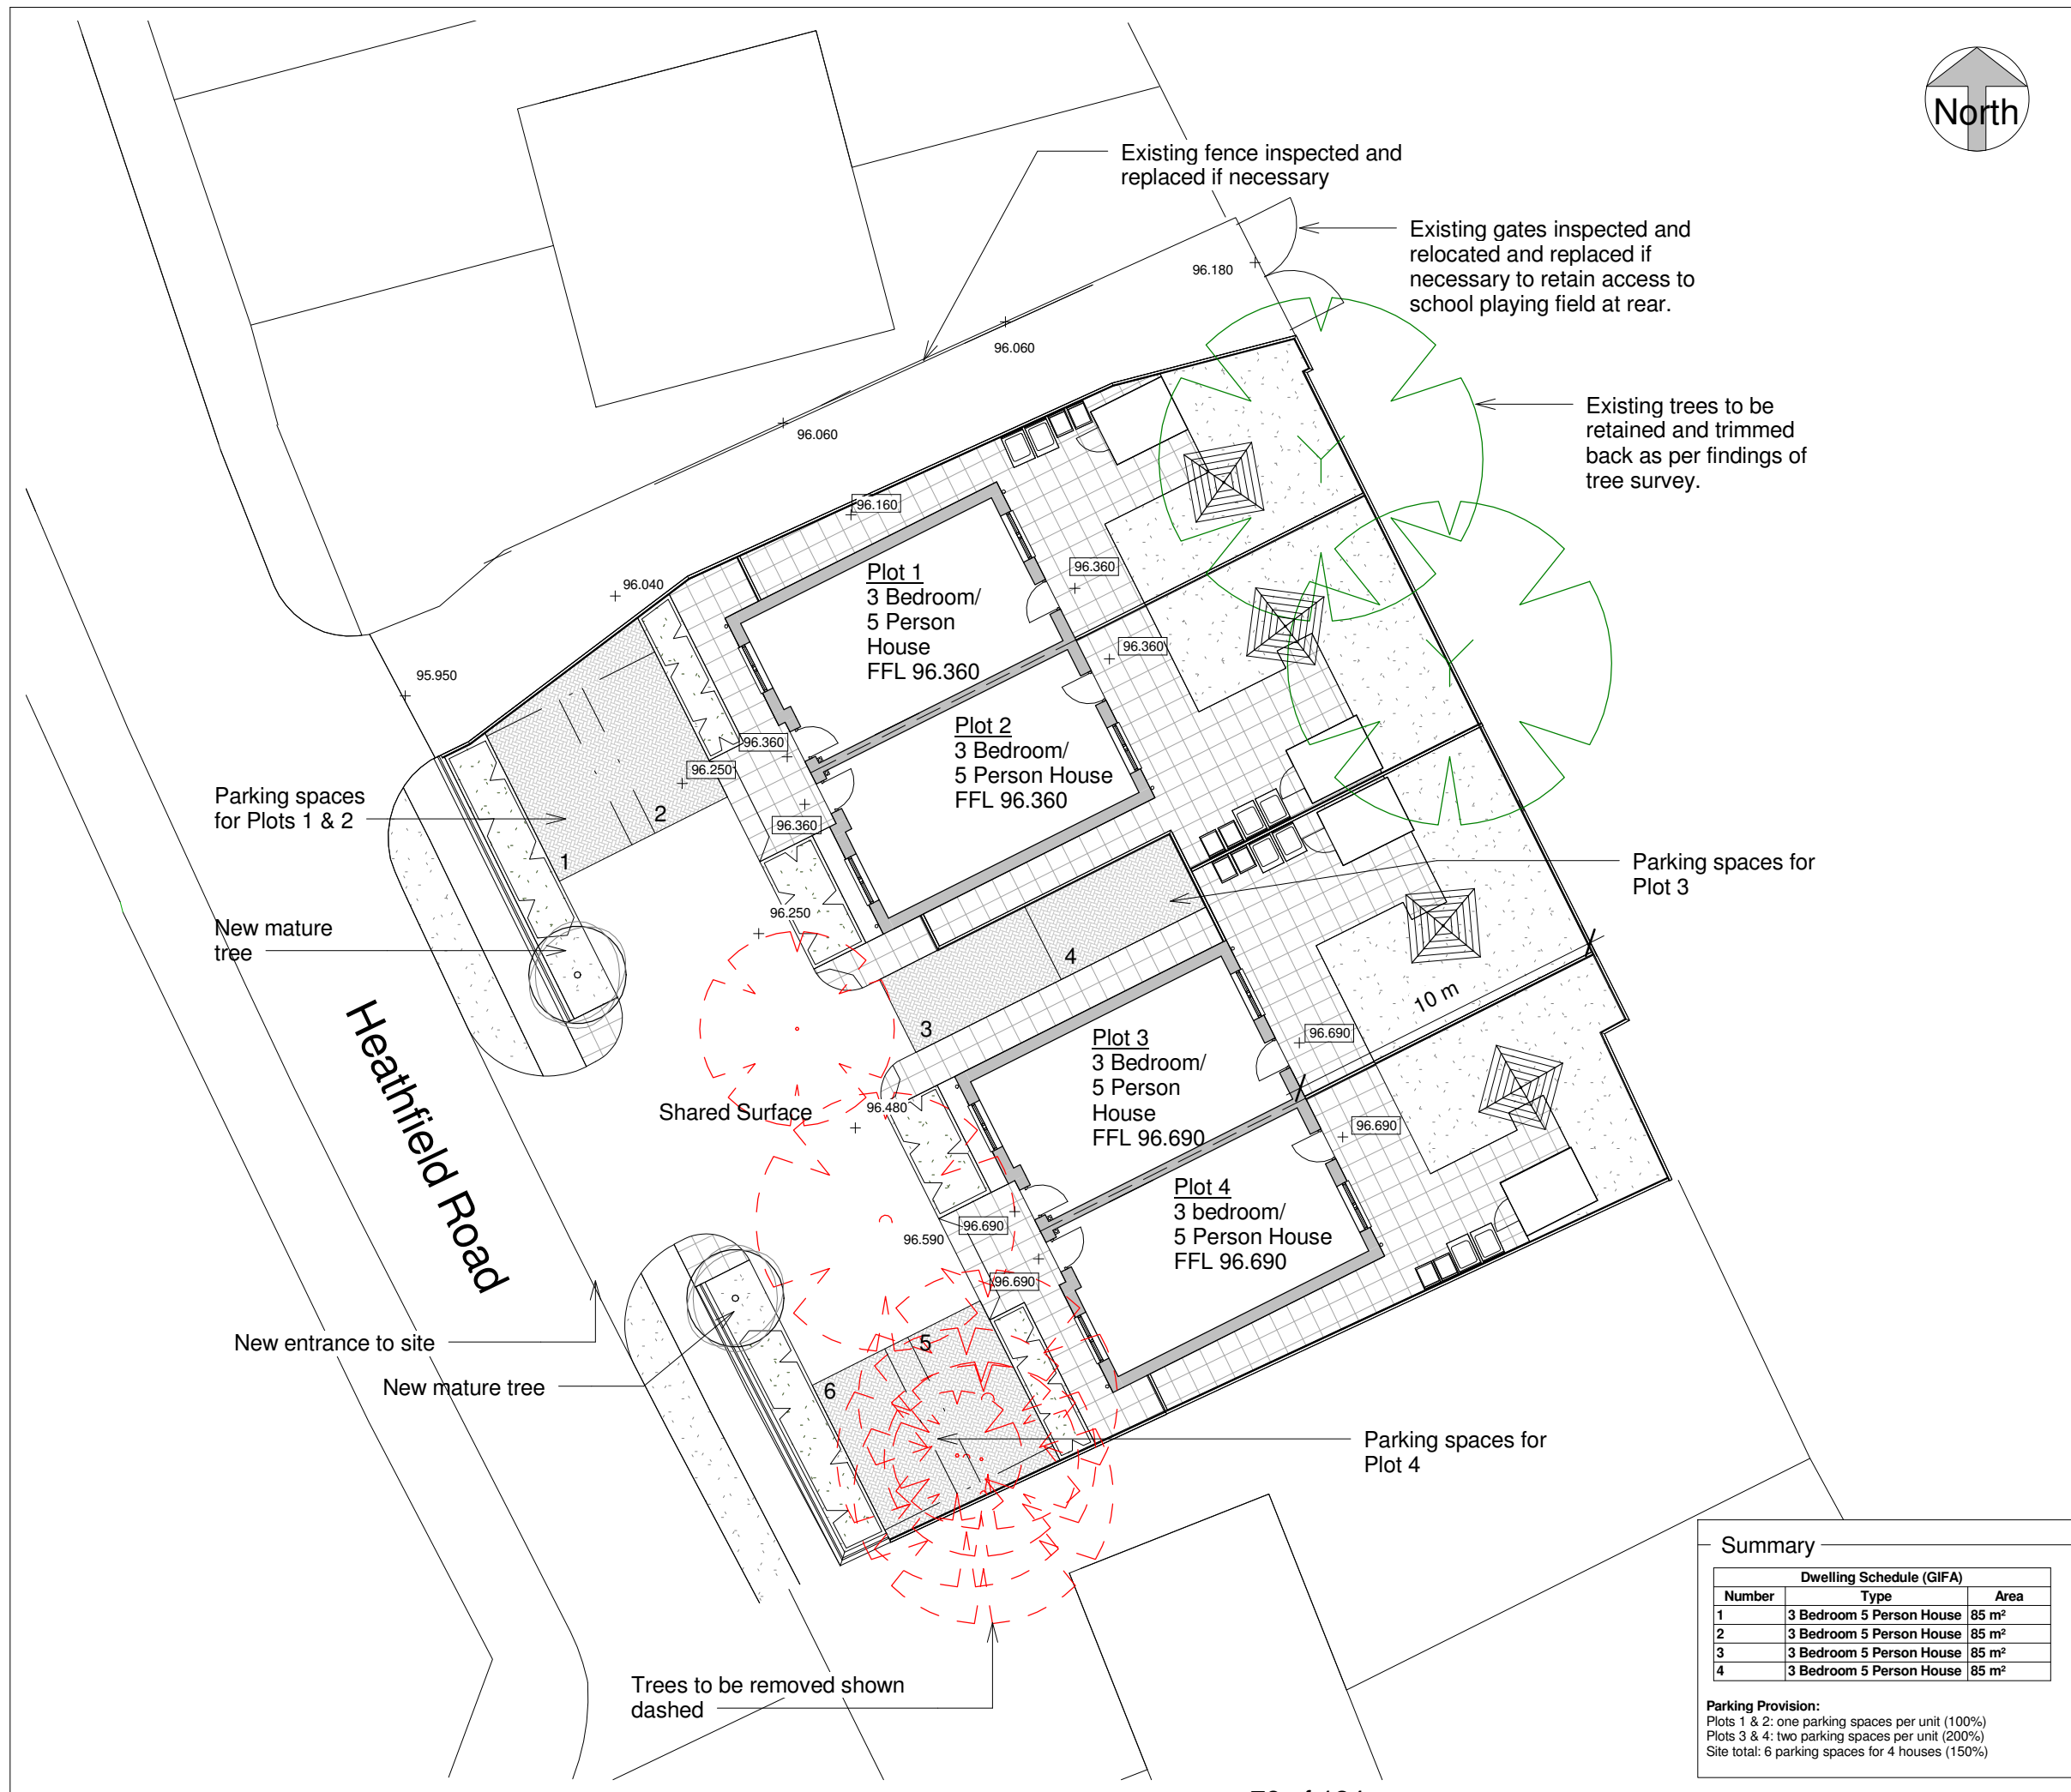 North
Existing fence inspected and
replaced if necessary
Existing gates inspected and
relocated and replaced if
necessary to retain access to
school playing field at rear.
96.180
96.060
96.060
Existing trees to be
retained and trimmed
back as per findings of
tree survey.
96.160
96.040
Plot 1
3 Bedroom/
5 Person
House
FFL 96.360
96.360
96.360
95.950
Plot 2
3 Bedroom/
5 Person House
FFL 96.360
96.360
96.250
96.360
Parking spaces
for Plots 1 & 2
2
1
Parking spaces for
Plot 3
96.250
New mature
tree
4
3
10 m
Heathfield Road
Plot 3
3 Bedroom/
5 Person
House
FFL 96.690
96.690
Shared Surface
96.480
96.690
Plot 4
3 bedroom/
5 Person House
FFL 96.690
96.690
96.590
96.690
New entrance to site
New mature tree
5
6
Parking spaces for
Plot 4
Trees to be removed shown
dashed
Summary
Dwelling Schedule (GIFA)
Number Type Area
1 3 Bedroom 5 Person House 85 m²
2 3 Bedroom 5 Person House 85 m²
3 3 Bedroom 5 Person House 85 m²
4 3 Bedroom 5 Person House 85 m²
Parking Provision:
Plots 1 & 2: one parking spaces per unit (100%)
Plots 3 & 4: two parking spaces per unit (200%)
Site total: 6 parking spaces for 4 houses (150%)